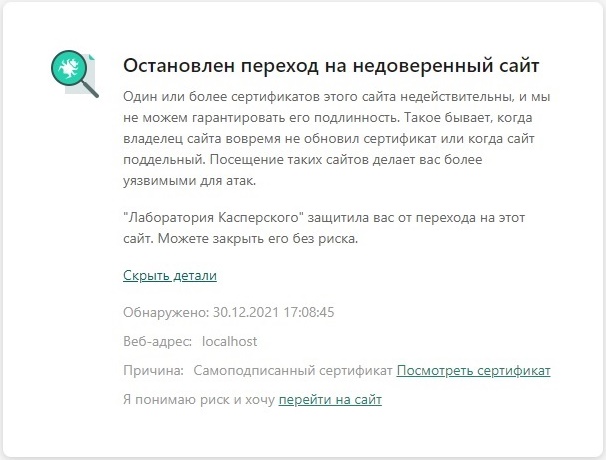 Остановлен переход на недоверенный сайт
Один или более сертификатов этого сайта недействительны, и мы
не можем гарантировать его подлинность. Такое бывает, когда
владелец сайта вовремя не обновил сертификат или когда сайт
поддельный. Посещение таких сайтов делает вас более
уязвимыми для атак.
"Лаборатория Касперского" защитила вас от перехода на этот
сайт. Можете закрыть его без риска.
Скрыть детали
Обнаружено: 30.12.2021 17:08:45
Веб-адрес: localhost
Причина: Самоподписанный сертификат Посмотреть сертификат
Я понимаю риск и хочу перейти на сайт